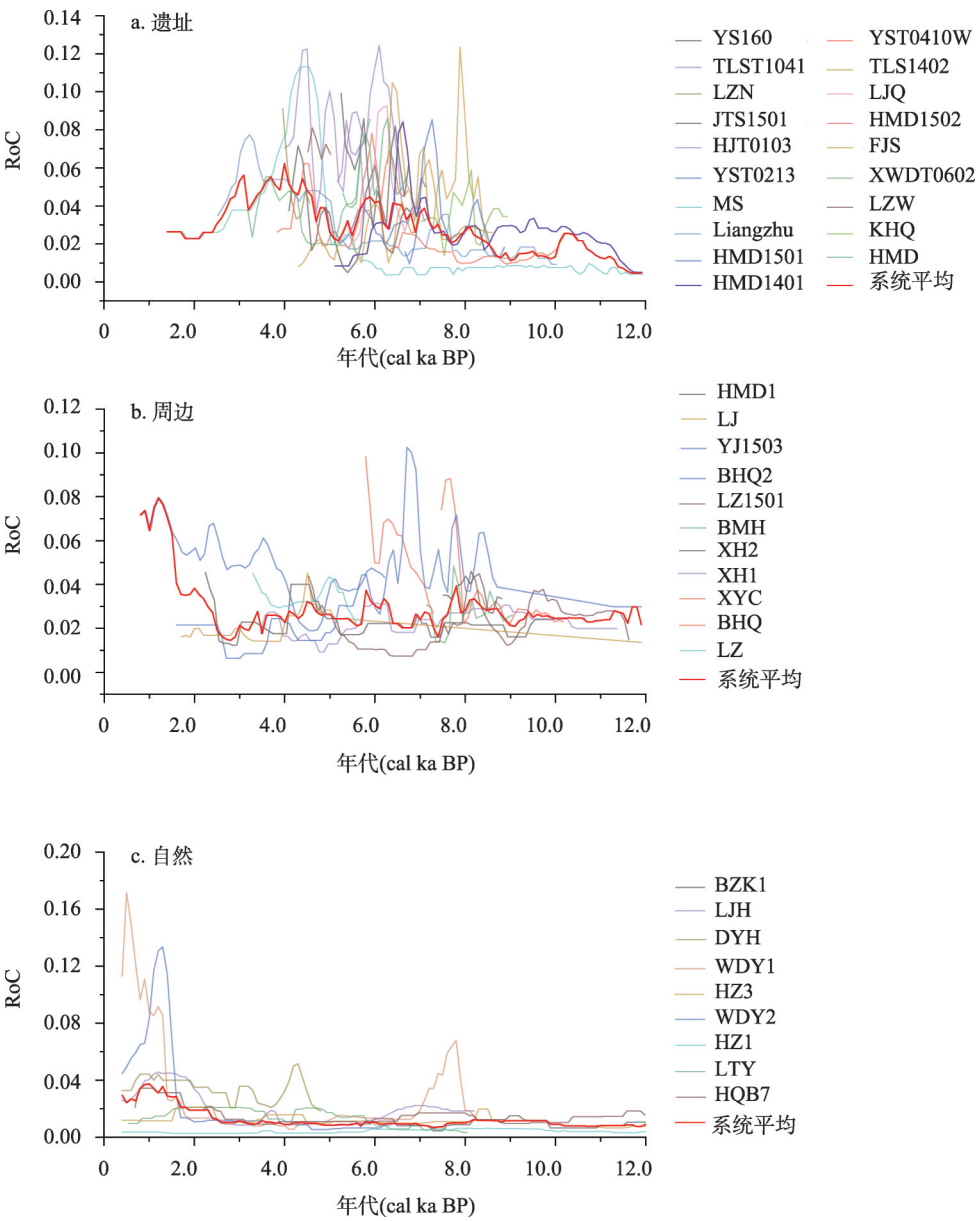 a. 遗址
0.14
0.12
0.10
0.08
0.06
0.04
0.02
0.00
RoC
0 2.0 4.0 6.0 8.0 10.0 12.0
年代(cal ka BP)
YS160 YST0410W
TLST1041 TLS1402
LZN LJQ
JTS1501 HMD1502
HJT0103 FJS
YST0213 XWDT0602
MS LZW
Liangzhu KHQ
HMD1501 HMD
HMD1401 系统平均
b. 周边
0.12
0.10
0.08
0.06
0.04
0.02
0.00
RoC
0 2.0 4.0 6.0 8.0 10.0 12.0
年代(cal ka BP)
HMD1
LJ
YJ1503
BHQ2
LZ1501
BMH
XH2
XH1
XYC
BHQ
LZ
系统平均
c. 自然
0.20
0.16
0.12
0.08
0.04
0.00
RoC
0 2.0 4.0 6.0 8.0 10.0 12.0
年代(cal ka BP)
BZK1
LJH
DYH
WDY1
HZ3
WDY2
HZ1
LTY
HQB7
系统平均